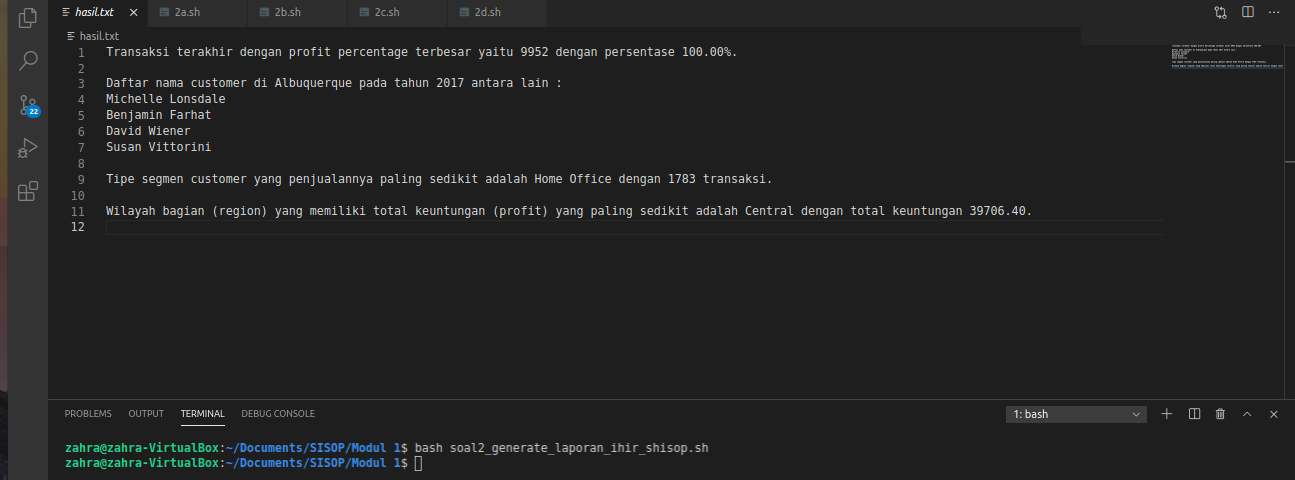 hasil.txt
2a.sh
2b.sh
2c.sh
2d.sh
hasil.txt
1 Transaksi terakhir dengan profit percentage terbesar yaitu 9952 dengan persentase 100.00%.
2
3 Daftar nama customer di Albuquerque pada tahun 2017 antara lain :
4 Michelle Lonsdale
5 Benjamin Farhat
6 David Wiener
7 Susan Vittorini
8
9 Tipe segmen customer yang penjualannya paling sedikit adalah Home Office dengan 1783 transaksi.
10
11 Wilayah bagian (region) yang memiliki total keuntungan (profit) yang paling sedikit adalah Central dengan total keuntungan 39706.40.
12
22
PROBLEMS OUTPUT TERMINAL DEBUG CONSOLE 1: bash
zahra@zahra-VirtualBox:~/Documents/SISOP/Modul 1$ bash soal2_generate_laporan_ihir_shisop.sh
zahra@zahra-VirtualBox:~/Documents/SISOP/Modul 1$